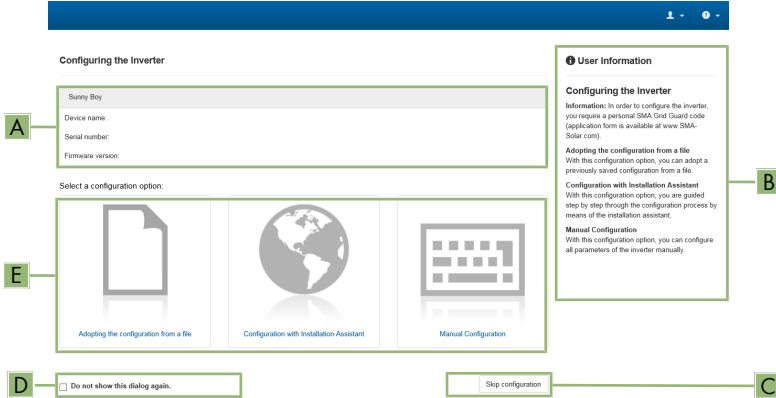 Configuring the Inverter
A
Sunny Boy
Device name:
Serial number:
Firmware version:
Select a configuration option:
E
Adopting the configuration from a file
Configuration with Installation Assistant
Manual Configuration
D
Do not show this dialog again.
Skip configuration
C
User Information
Configuring the Inverter
Information: In order to configure the inverter,
you require a personal SMA Grid Guard code
(application form is available at www.SMA-
Solar.com).
Adopting the configuration from a file
With this configuration option, you can adopt a
previously saved configuration from a file.
Configuration with Installation Assistant
With this configuration option, you are guided
step by step through the configuration process by
means of the installation assistant.
Manual Configuration
With this configuration option, you can configure
all parameters of the inverter manually.
B